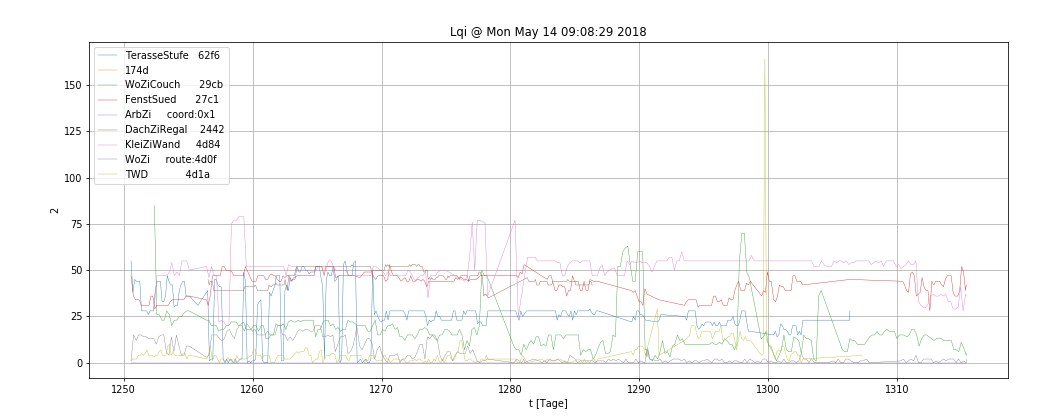 Lqi @ Mon May 14 09:08:29 2018
TerasseStufe 62f6
174d
WoZiCouch 29cb
FenstSued 27c1
ArbZi coord:0x1
DachZiRegal 2442
KleiZiWand 4d84
WoZi route:4d0f
TWD 4d1a
150
125
100
75
50
25
0
2
1250 1260 1270 1280 1290 1300 1310
t [Tage]